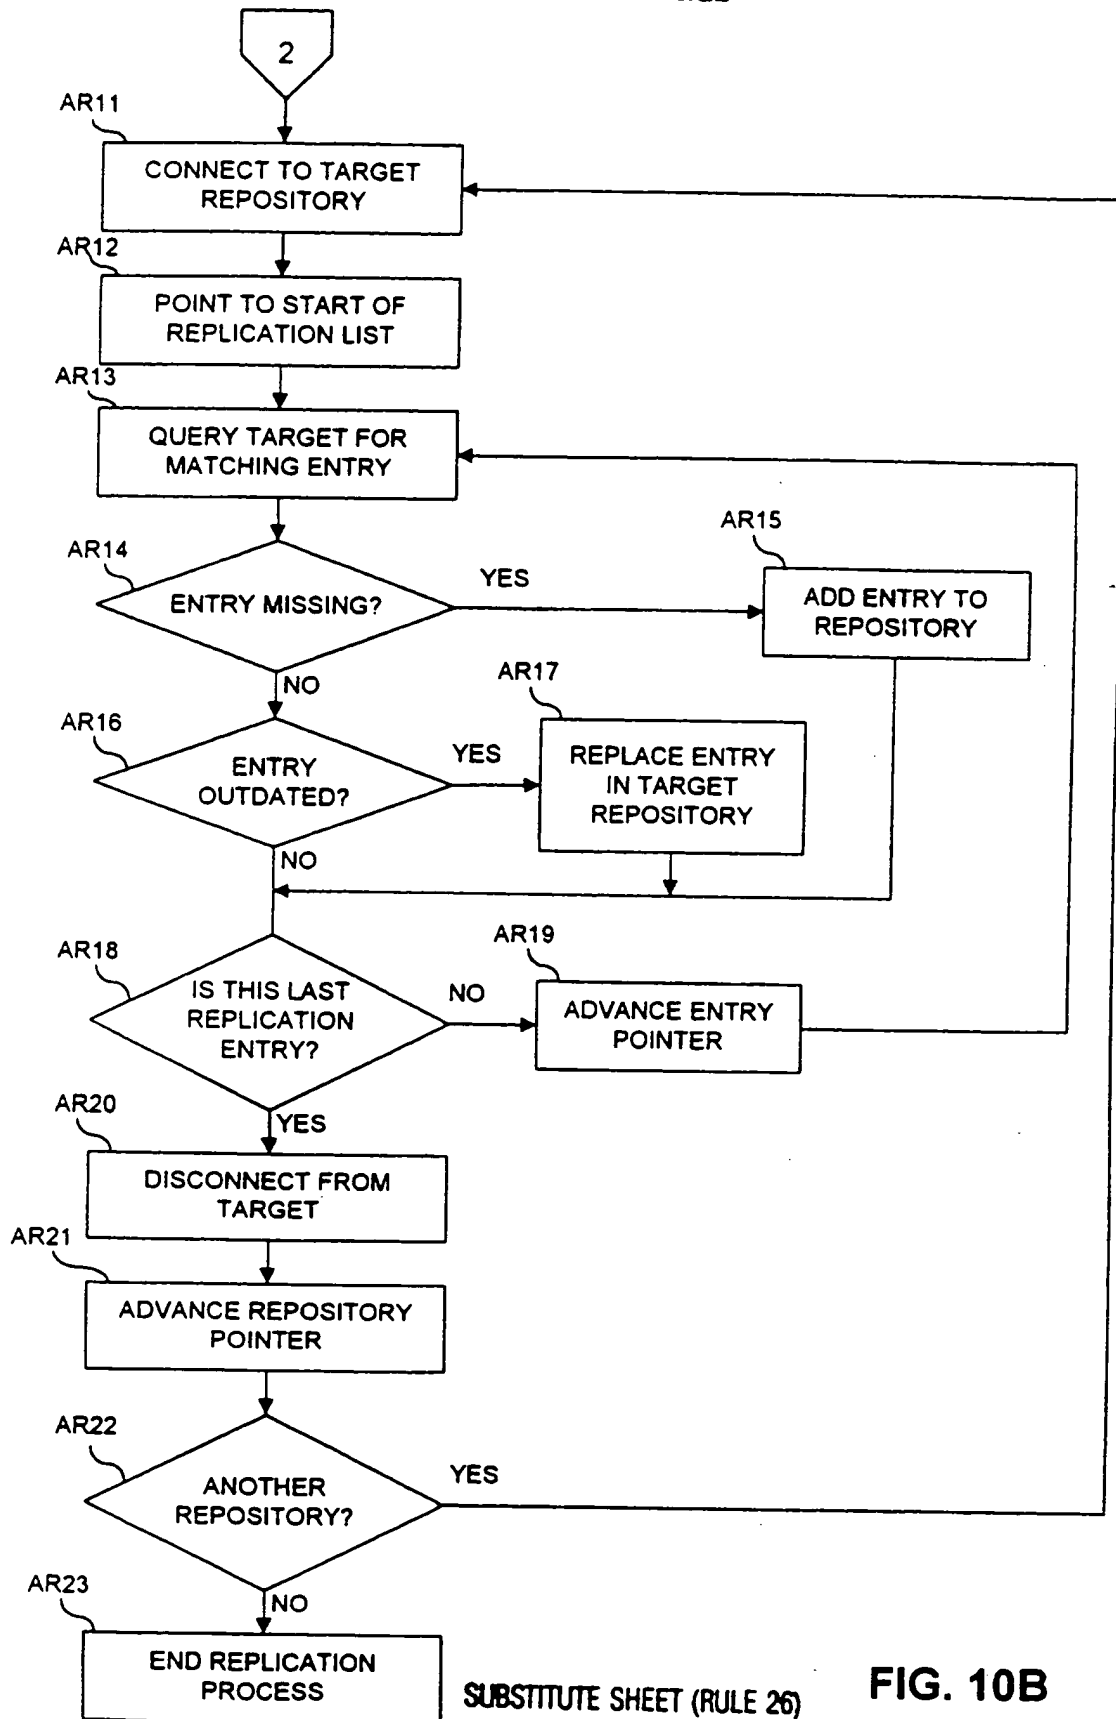 2
AR11
CONNECT TO TARGET
REPOSITORY
AR12
POINT TO START OF
REPLICATION LIST
AR13
QUERY TARGET FOR
MATCHING ENTRY
AR14
ENTRY MISSING?
YES
AR15
ADD ENTRY TO
REPOSITORY
NO
AR16
ENTRY
OUTDATED?
YES
AR17
REPLACE ENTRY
IN TARGET
REPOSITORY
NO
AR18
IS THIS LAST
REPLICATION
ENTRY?
NO
AR19
ADVANCE ENTRY
POINTER
YES
AR20
DISCONNECT FROM
TARGET
AR21
ADVANCE REPOSITORY
POINTER
AR22
ANOTHER
REPOSITORY?
YES
NO
AR23
END REPLICATION
PROCESS
SUBSTITUTE SHEET (RULE 26)
FIG. 10B